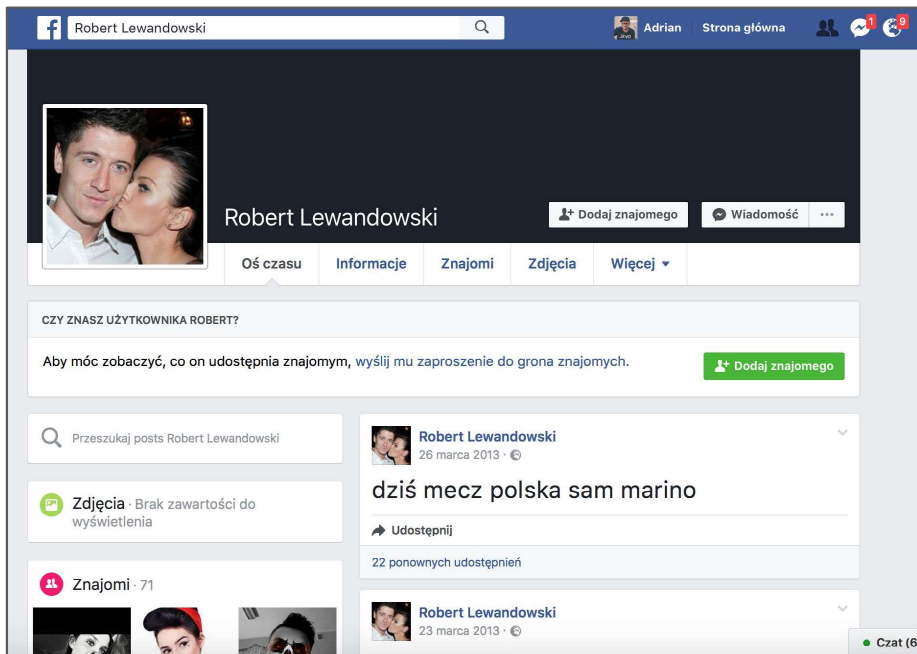 Robert Lewandowski
Adrian
Strona główna
1
9
Robert Lewandowski
Dodaj znajomego
Wiadomość
Oś czasu
Informacje
Znajomi
Zdjęcia
Więcej
CZY ZNASZ UŻYTKOWNIKA ROBERT?
Aby móc zobaczyć, co on udostępnia znajomym, wyślij mu zaproszenie do grona znajomych.
Dodaj znajomego
Przeszukaj posts Robert Lewandowski
Zdjęcia · Brak zawartości do
wyświetlenia
Znajomi · 71
Robert Lewandowski
26 marca 2013 ·
dziś mecz polska sam marino
Udostępnij
22 ponownych udostępnień
Robert Lewandowski
23 marca 2013 ·
Czat (6